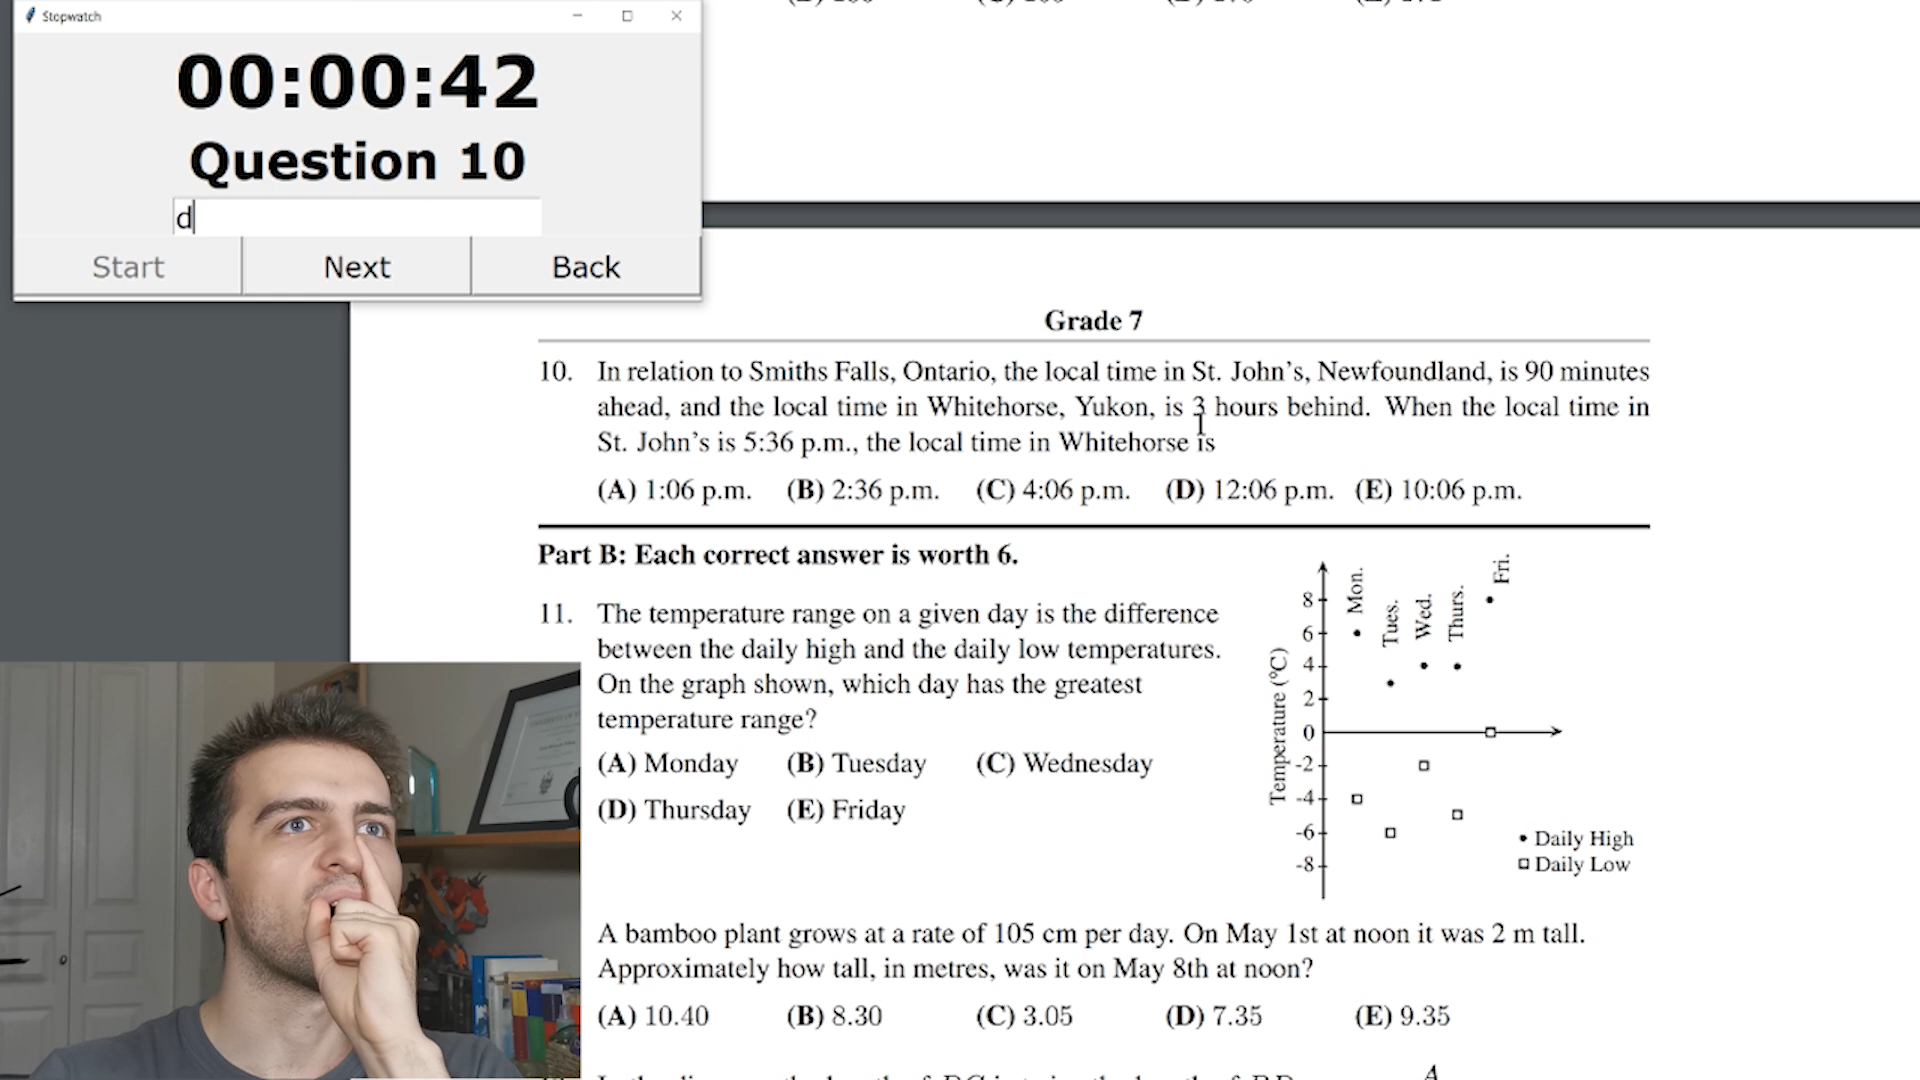 Stopwatch
00:00:42
Question 10
d
Start Next Back
Grade 7
10. In relation to Smiths Falls, Ontario, the local time in St. John's, Newfoundland, is 90 minutes
ahead, and the local time in Whitehorse, Yukon, is 3 hours behind. When the local time in
St. John's is 5:36 p.m., the local time in Whitehorse is
(A) 1:06 p.m. (B) 2:36 p.m. (C) 4:06 p.m. (D) 12:06 p.m. (E) 10:06 p.m.
Part B: Each correct answer is worth 6.
11. The temperature range on a given day is the difference
between the daily high and the daily low temperatures.
On the graph shown, which day has the greatest
temperature range?
(A) Monday (B) Tuesday (C) Wednesday
(D) Thursday (E) Friday
Temperature (°C)
8
6
4
2
0
-2
-4
-6
-8
Mon.
Tues.
Wed.
Thurs.
Fri.
• Daily High
Daily Low
A bamboo plant grows at a rate of 105 cm per day. On May 1st at noon it was 2 m tall.
Approximately how tall, in metres, was it on May 8th at noon?
(A) 10.40 (B) 8.30 (C) 3.05 (D) 7.35 (E) 9.35
A